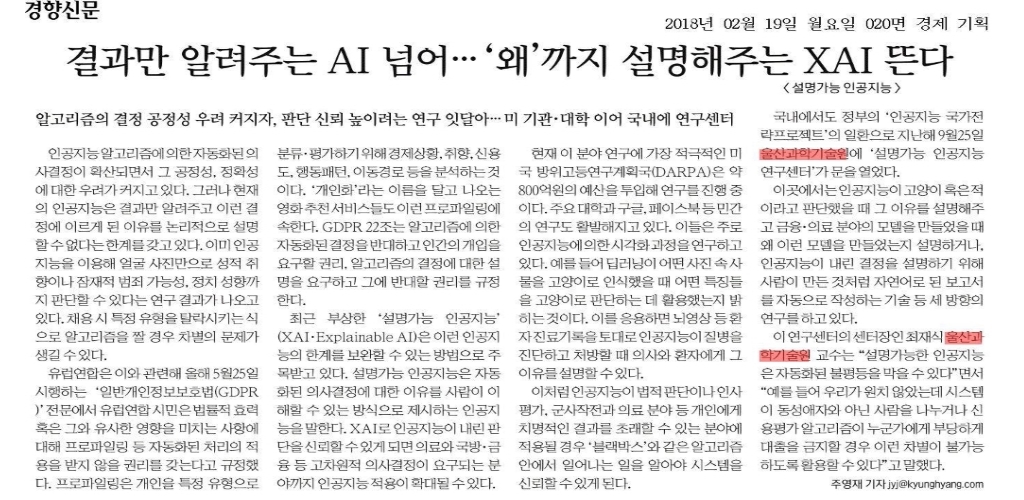 경향신문
2018년 02월 19일 월요일 020면 경제 기획
결과만 알려주는 AI 넘어… ‘왜’까지 설명해주는 XAI 뜬다
<설명가능 인공지능>
알고리즘의 결정 공정성 우려 커지자, 판단 신뢰 높이려는 연구 잇달아… 미 기관·대학 이어 국내에 연구센터
인공지능 알고리즘에 의한 자동화된 의
사결정이 확산되면서 그 공정성, 정확성
에 대한 우려가 커지고 있다. 그러나 현재
의 인공지능은 결과만 알려주고 이런 결
정에 이르게 된 이유를 논리적으로 설명
할 수 없다는 한계를 갖고 있다. 이미 인공
지능을 이용해 얼굴 사진만으로 성적 취
향이나 잠재적 범죄 가능성, 정치 성향까
지 판단할 수 있다는 연구 결과가 나오고
있다. 채용 시 특정 유형을 탈락시키는 식
으로 알고리즘을 짤 경우 차별의 문제가
생길 수 있다.
유럽연합은 이와 관련해 올해 5월25일
시행하는 ‘일반개인정보보호법(GDPR
)’ 전문에서 유럽연합 시민은 법률적 효력
혹은 그와 유사한 영향을 미치는 사항에
대해 프로파일링 등 자동화된 처리의 적
용을 받지 않을 권리를 갖는다고 규정했
다. 프로파일링은 개인을 특정 유형으로
분류·평가하기 위해 경제상황, 취향, 신용
도, 행동패턴, 이동경로 등을 분석하는 것
이다. ‘개인화’라는 이름을 달고 나오는
영화 추천 서비스들도 이런 프로파일링에
속한다. GDPR 22조는 알고리즘에 의한
자동화된 결정을 반대하고 인간의 개입을
요구할 권리, 알고리즘의 결정에 대한 설
명을 요구하고 그에 반대할 권리를 규정
한다.
최근 부상한 ‘설명가능 인공지능’
(XAI·Explainable AI)은 이런 인공지
능의 한계를 보완할 수 있는 방법으로 주
목받고 있다. 설명가능 인공지능은 자동
화된 의사결정에 대한 이유를 사람이 이
해할 수 있는 방식으로 제시하는 인공지
능을 말한다. XAI로 인공지능이 내린 판
단을 신뢰할 수 있게 되면 의료와 국방·금
융 등 고차원적 의사결정이 요구되는 분
야까지 인공지능 적용이 확대될 수 있다.
현재 이 분야 연구에 가장 적극적인 미
국 방위고등연구계획국(DARPA)은 약
800억원의 예산을 투입해 연구를 진행 중
이다. 주요 대학과 구글, 페이스북 등 민간
의 연구도 활발해지고 있다. 이들은 주로
인공지능에 의한 시각화 과정을 연구하고
있다. 예를 들어 딥러닝이 어떤 사진 속 사
물을 고양이로 인식했을 때 어떤 특징들
을 고양이로 판단하는 데 활용했는지 밝
히는 것이다. 이를 응용하면 뇌영상 등 환
자 진료기록을 토대로 인공지능이 질병을
진단하고 처방할 때 의사와 환자에게 그
이유를 설명할 수 있다.
이처럼 인공지능이 법적 판단이나 인사
평가, 군사작전과 의료 분야 등 개인에게
치명적인 결과를 초래할 수 있는 분야에
적용될 경우 ‘블랙박스’와 같은 알고리즘
안에서 일어나는 일을 알아야 시스템을
신뢰할 수 있게 된다.
국내에서도 정부의 ‘인공지능 국가전
략프로젝트’의 일환으로 지난해 9월25일
울산과학기술원에 ‘설명가능 인공지능
연구센터’가 문을 열었다.
이곳에서는 인공지능이 고양이 혹은 적
이라고 판단했을 때 그 이유를 설명해주
고 금융·의료 분야의 모델을 만들었을 때
왜 이런 모델을 만들었는지 설명하거나,
인공지능이 내린 결정을 설명하기 위해
사람이 만든 것처럼 자연어로 된 보고서
를 자동으로 작성하는 기술 등 세 방향의
연구를 하고 있다.
이 연구센터의 센터장인 최재식 울산과
학기술원 교수는 “설명가능한 인공지능
은 자동화된 불평등을 막을 수 있다”면서
“예를 들어 우리가 원치 않았는데 시스템
이 동성애자와 아닌 사람을 나누거나 신
용평가 알고리즘이 누군가에게 부당하게
대출을 금지할 경우 이런 차별이 불가능
하도록 활용할 수 있다”고 말했다.
주영재 기자 jyj@kyunghyang.com